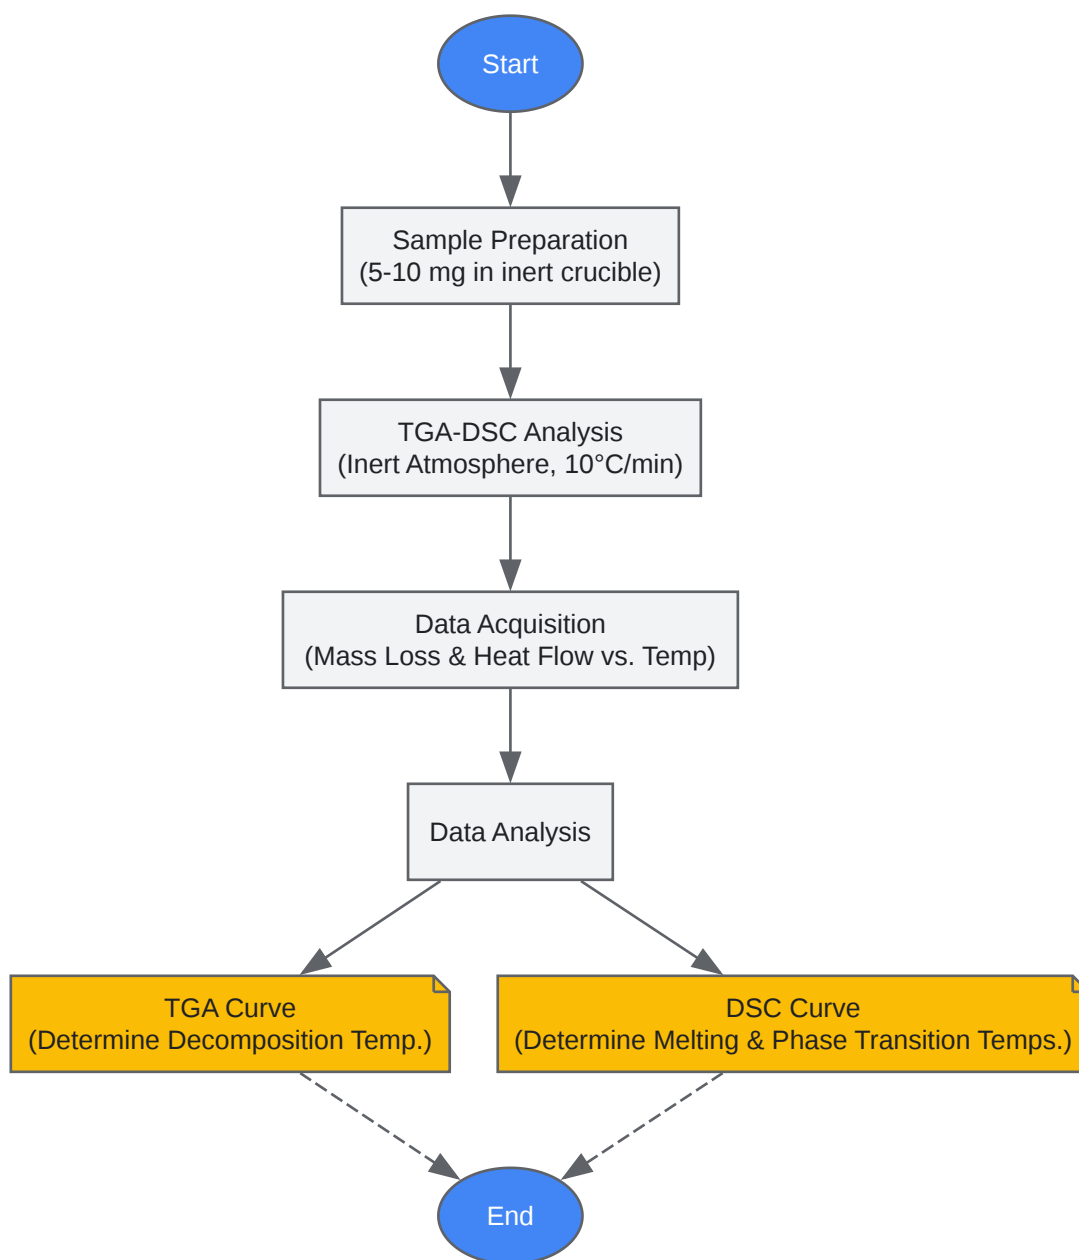 Start
Sample Preparation
(5-10 mg in inert crucible)
TGA-DSC Analysis
(Inert Atmosphere, 10°C/min)
Data Acquisition
(Mass Loss & Heat Flow vs. Temp)
Data Analysis
TGA Curve
(Determine Decomposition Temp.)
DSC Curve
(Determine Melting & Phase Transition Temps.)
End